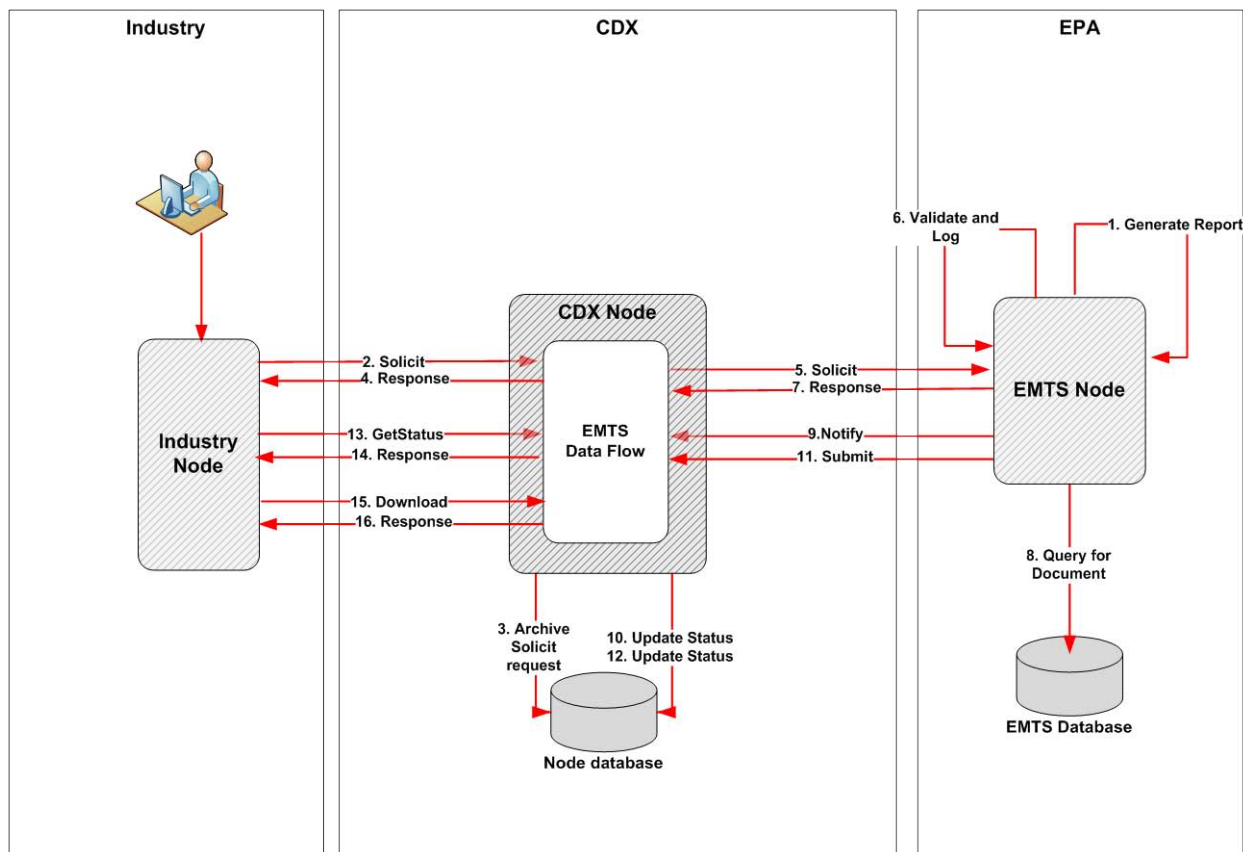 Industry
CDX
EPA
6. Validate and
Log
1. Generate Report
CDX Node
2. Solicit
4. Response
5. Solicit
7. Response
EMTS Node
Industry
Node
13. GetStatus
14. Response
EMTS
Data Flow
9.Notify
11. Submit
15. Download
16. Response
8. Query for
Document
3. Archive
Solicit
request
10. Update Status
12. Update Status
EMTS Database
Node database